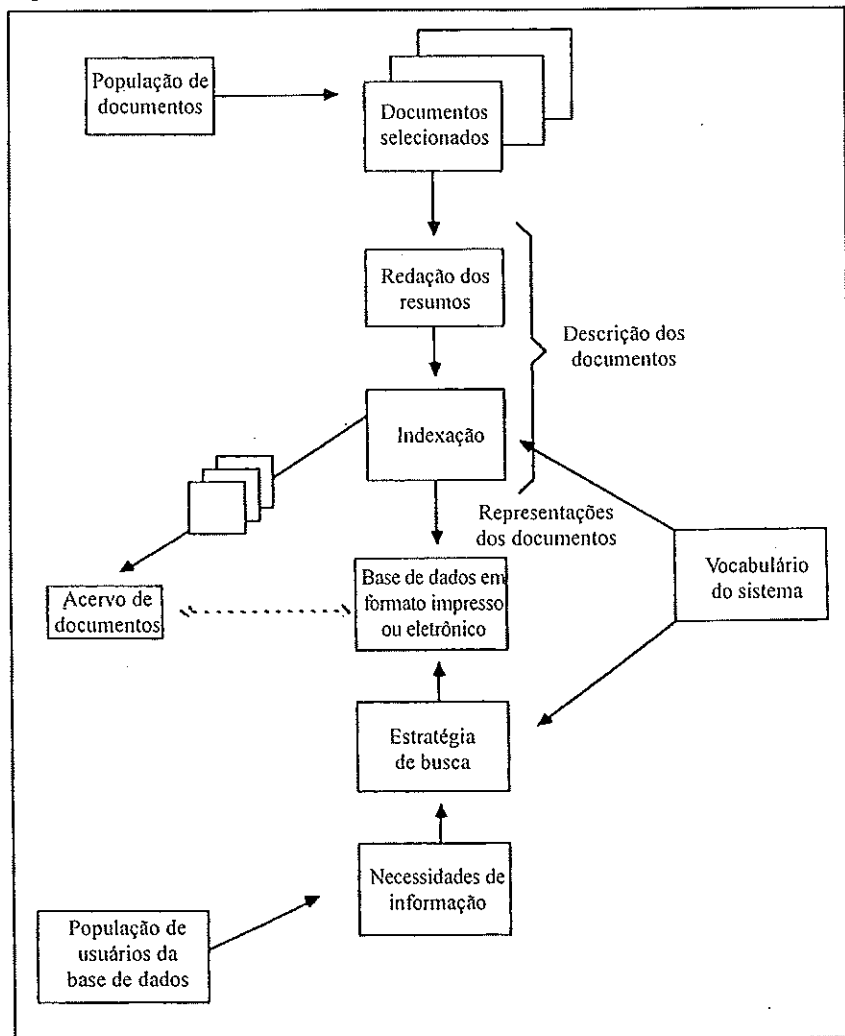 População de
documentos
Documentos
selecionados
Redação dos
resumos
Descrição dos
documentos
Indexação
Representações
dos documentos
Vocabulário
do sistema
Acervo de
documentos
Base de dados em
formato impresso
ou eletrônico
Estratégia
de busca
Necessidades de
informação
População de
usuários da
base de dados